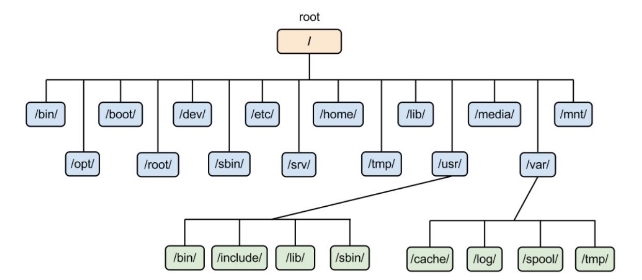 root
/
/bin/ /boot/ /dev/ /etc/ /home/ /lib/ /media/ /mnt/
/opt/ /root/ /sbin/ /srv/ /tmp/ /usr/ /var/
/bin/ /include/ /lib/ /sbin/ /cache/ /log/ /spool/ /tmp/